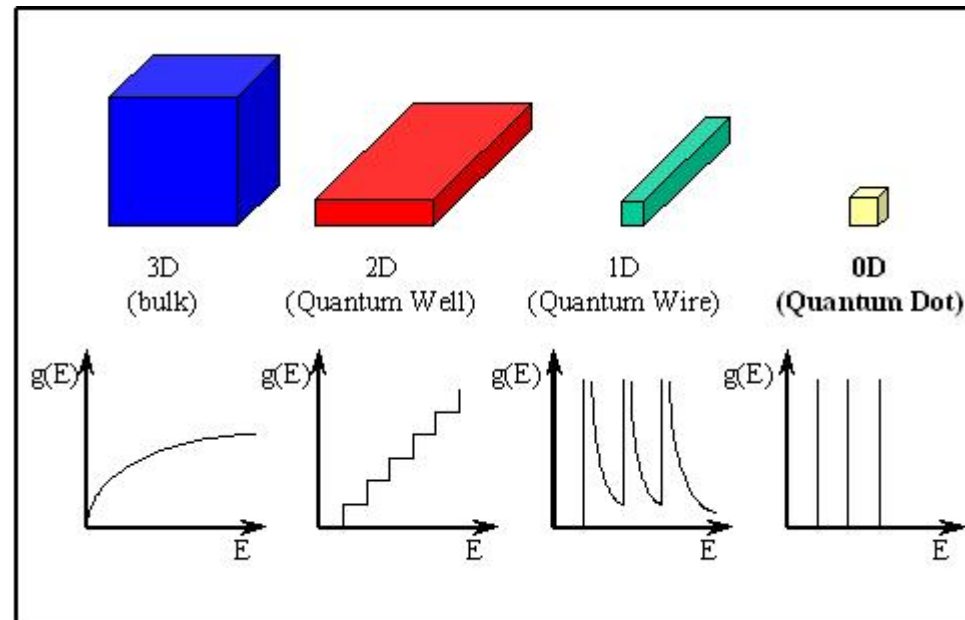 3D
(bulk)
2D
(Quantum Well)
1D
(Quantum Wire)
0D
(Quantum Dot)
g(E)
E
g(E)
E
g(E)
E
g(E)
E